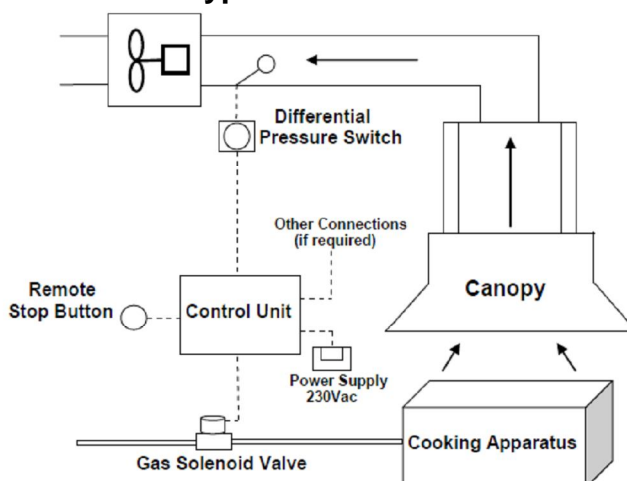 Differential
Pressure Switch
Other Connections
(if required)
Remote
Stop Button
Control Unit
Canopy
Power Supply
230Vac
Cooking Apparatus
Gas Solenoid Valve